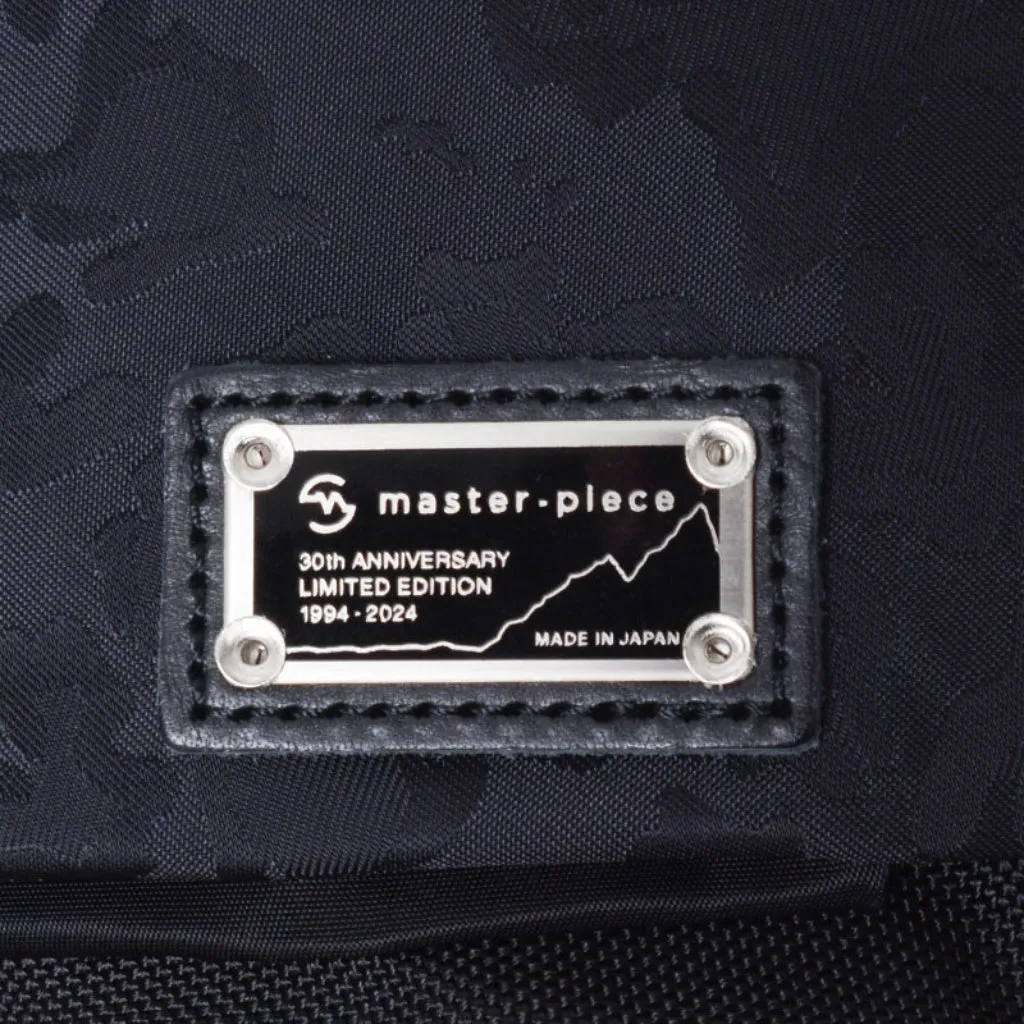 master-piece
30th ANNIVERSARY
LIMITED EDITION
1994-2024
MADE IN JAPAN